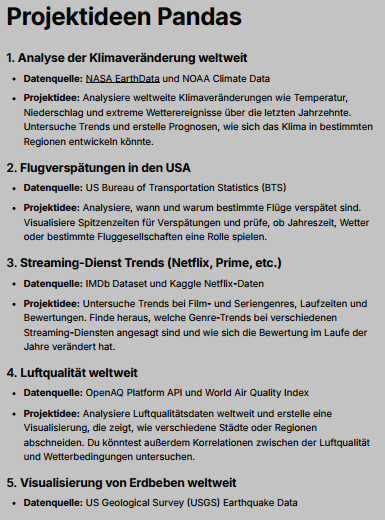 Projektideen Pandas
1. Analyse der Klimaveränderung weltweit
• Datenquelle: NASA EarthData und NOAA Climate Data
• Projektidee: Analysiere weltweite Klimaveränderungen wie Temperatur,
Niederschlag und extreme Wetterereignisse über die letzten Jahrzehnte.
Untersuche Trends und erstelle Prognosen, wie sich das Klima in bestimmten
Regionen entwickeln könnte.
2. Flugverspätungen in den USA
• Datenquelle: US Bureau of Transportation Statistics (BTS)
• Projektidee: Analysiere, wann und warum bestimmte Flüge verspätet sind.
Visualisiere Spitzenzeiten für Verspätungen und prüfe, ob Jahreszeit, Wetter
oder bestimmte Fluggesellschaften eine Rolle spielen.
3. Streaming-Dienst Trends (Netflix, Prime, etc.)
• Datenquelle: IMDb Dataset und Kaggle Netflix-Daten
• Projektidee: Untersuche Trends bei Film- und Seriengenres, Laufzeiten und
Bewertungen. Finde heraus, welche Genre-Trends bei verschiedenen
Streaming-Diensten angesagt sind und wie sich die Bewertung im Laufe der
Jahre verändert hat.
4. Luftqualität weltweit
• Datenquelle: OpenAQ Platform API und World Air Quality Index
• Projektidee: Analysiere Luftqualitätsdaten weltweit und erstelle eine
Visualisierung, die zeigt, wie verschiedene Städte oder Regionen
abschneiden. Du könntest außerdem Korrelationen zwischen der Luftqualität
und Wetterbedingungen untersuchen.
5. Visualisierung von Erdbeben weltweit
• Datenquelle: US Geological Survey (USGS) Earthquake Data